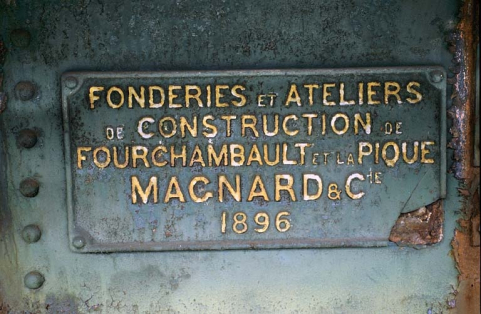 FONDERIES ET ATELIERS
DE CONSTRUCTION DE
FOURCHAMBAULT ET LA PIQUE
MAGNARD & CIE
1896